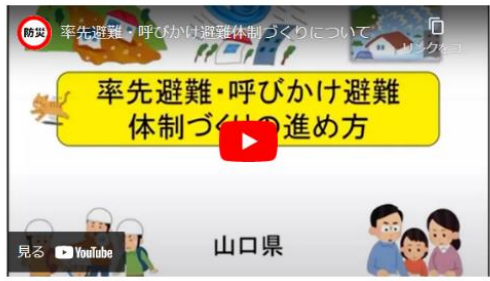 防災
率先避難・呼びかけ避難体制づくりについて
リンクをコ
率先避難・呼びかけ避難
体制づくりの進め方
山口県
見る YouTube